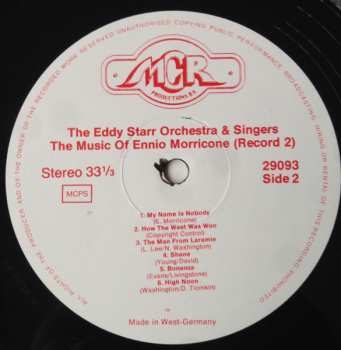 ALL RIGHTS OF THE PRODUCER AND OF THE OWNER OF THE RECORDED WORK RESERVED UNAUTHORISED COPYING PUBLIC PERFORMANCE BROADCASTING HIRING OR RENTAL OF THIS RECORDING PROHIBITED
MCR
PRODUCTIONS B.V.
The Eddy Starr Orchestra & Singers
The Music Of Ennio Morricone (Record 2)
Stereo 33⅓
29093
Side 2
MCPS
1. My Name Is Nobody
(E. Morricone)
2. How The West Was Won
(Copyright Control)
3. The Man From Laramie
(L. Lee/N. Washington)
4. Shane
(Young/David)
5. Bonanza
(Evans/Livingstone)
6. High Noon
(Washington/D. Tiomkin)
Made in West-Germany